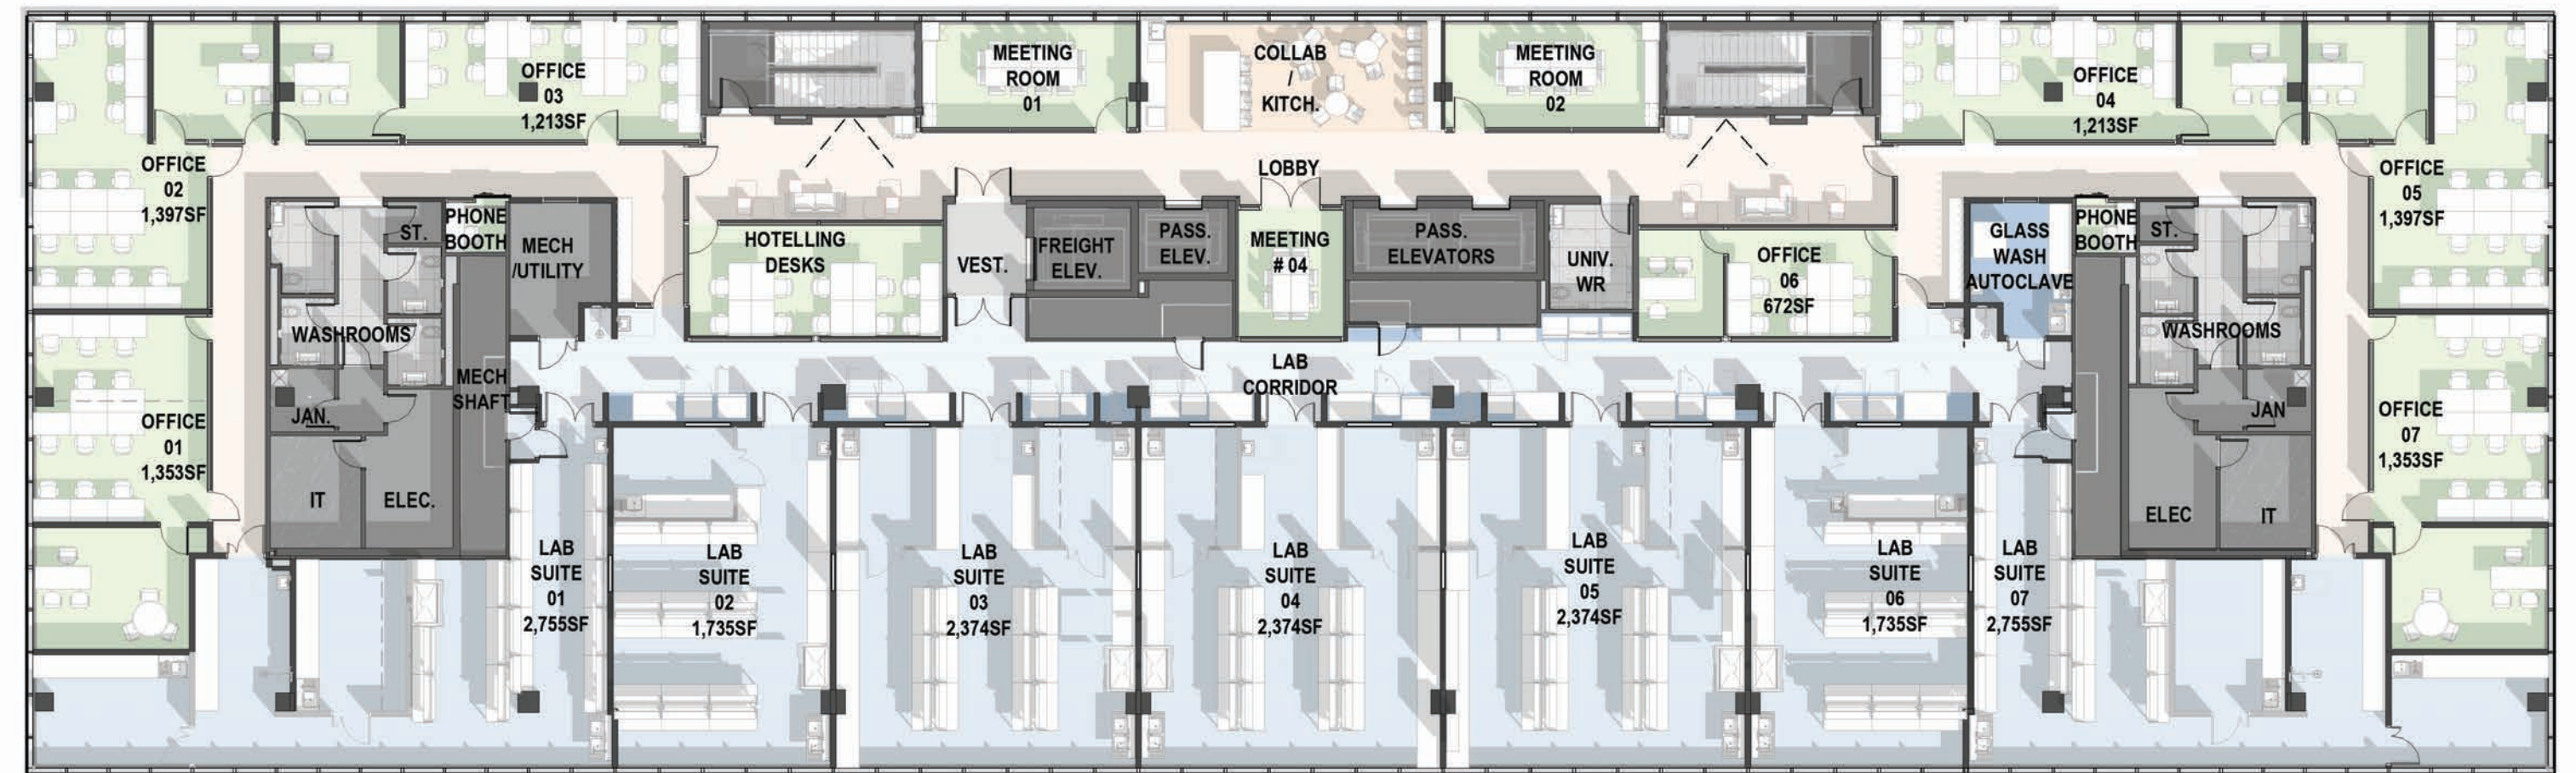 OFFICE
03
1,213SF
MEETING
ROOM
01
COLLAB
/
KITCH.
MEETING
ROOM
02
OFFICE
04
1,213SF
OFFICE
02
1,397SF
LOBBY
OFFICE
05
1,397SF
ST.
PHONE
BOOTH
MECH
/UTILITY
HOTELLING
DESKS
VEST.
FREIGHT
ELEV.
PASS.
ELEV.
MEETING
# 04
PASS.
ELEVATORS
UNIV.
WR
OFFICE
06
672SF
GLASS
WASH
AUTOCLAVE
PHONE
BOOTH
ST.
WASHROOMS
WASHROOMS
MECH
SHAFT
LAB
CORRIDOR
OFFICE
01
1,353SF
JAN.
JAN
OFFICE
07
1,353SF
IT
ELEC.
ELEC
IT
LAB
SUITE
01
2,755SF
LAB
SUITE
02
1,735SF
LAB
SUITE
03
2,374SF
LAB
SUITE
04
2,374SF
LAB
SUITE
05
2,374SF
LAB
SUITE
06
1,735SF
LAB
SUITE
07
2,755SF